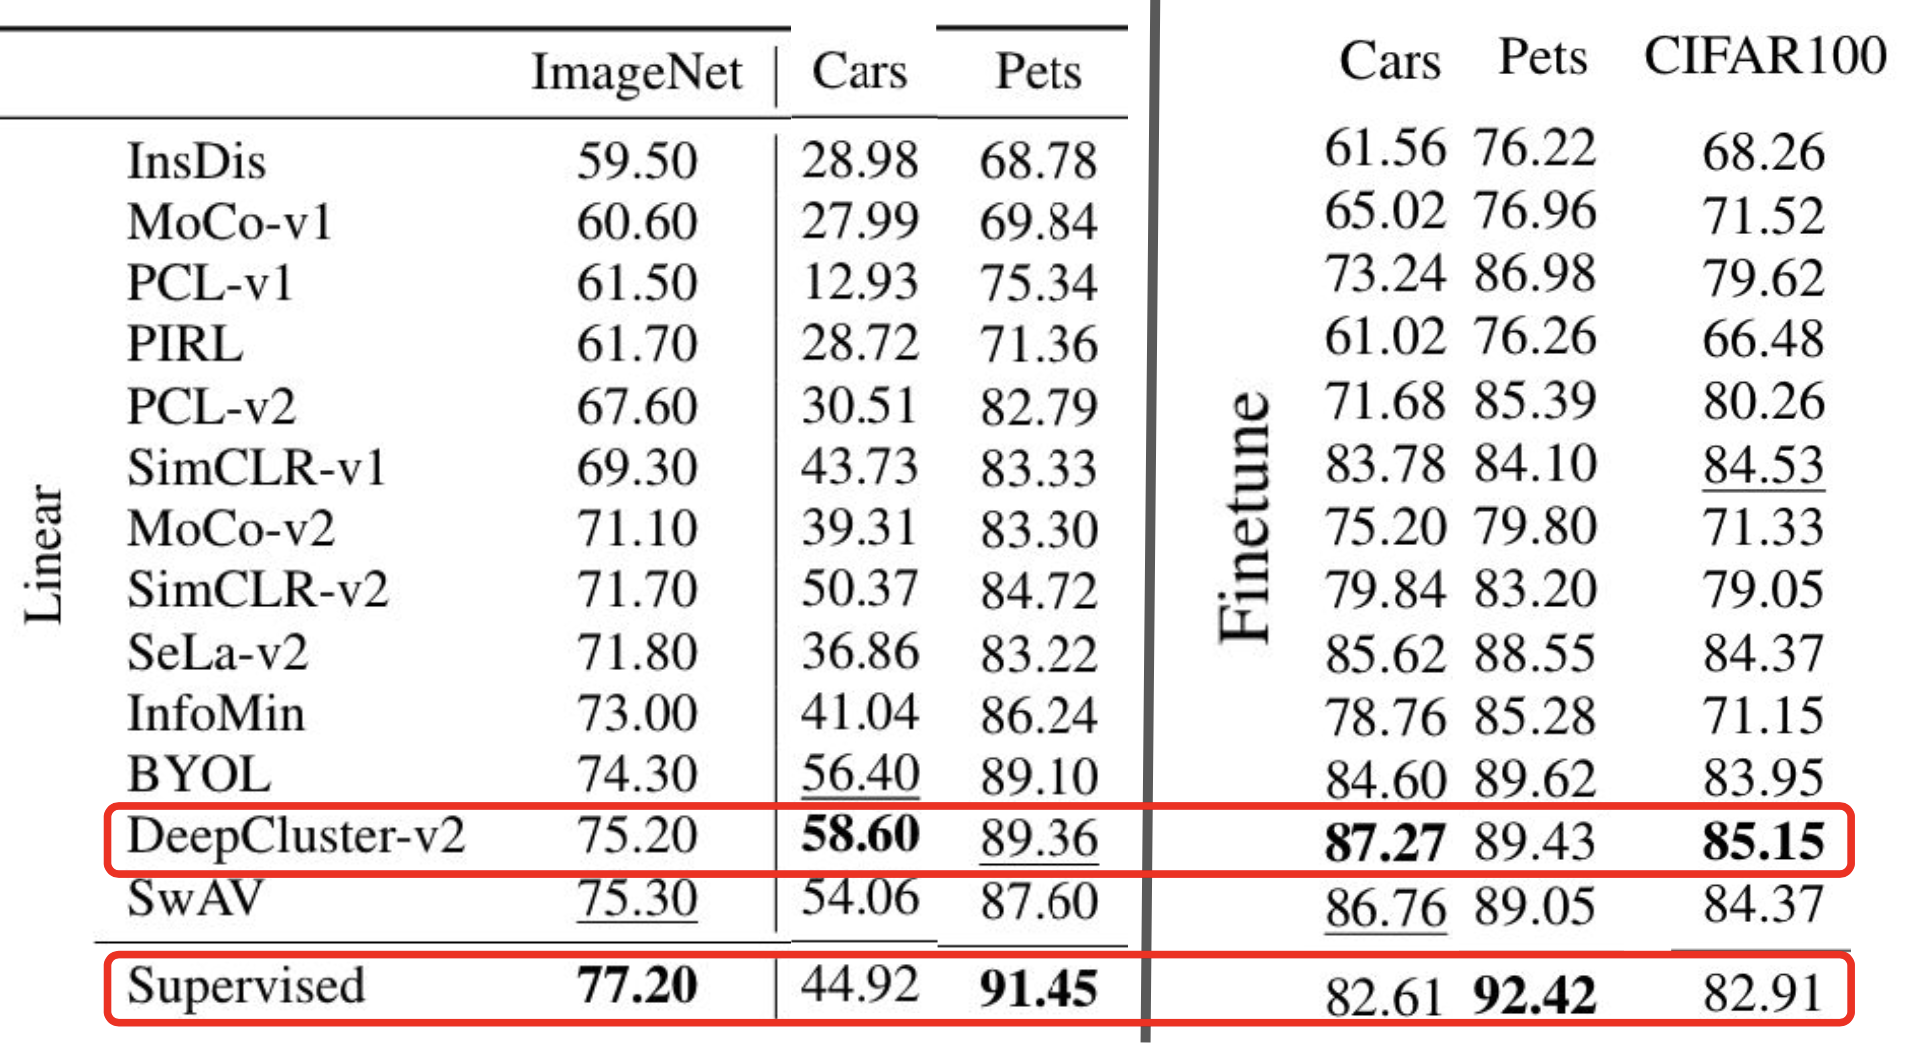 ImageNet Cars Pets Cars Pets CIFAR100
InsDis 59.50 28.98 68.78 61.56 76.22 68.26
MoCo-v1 60.60 27.99 69.84 65.02 76.96 71.52
PCL-v1 61.50 12.93 75.34 73.24 86.98 79.62
PIRL 61.70 28.72 71.36 61.02 76.26 66.48
PCL-v2 67.60 30.51 82.79 71.68 85.39 80.26
SimCLR-v1 69.30 43.73 83.33 83.78 84.10 84.53
MoCo-v2 71.10 39.31 83.30 75.20 79.80 71.33
Linear
Finetune
SimCLR-v2 71.70 50.37 84.72 79.84 83.20 79.05
SeLa-v2 71.80 36.86 83.22 85.62 88.55 84.37
InfoMin 73.00 41.04 86.24 78.76 85.28 71.15
BYOL 74.30 56.40 89.10 84.60 89.62 83.95
DeepCluster-v2 75.20 58.60 89.36 87.27 89.43 85.15
SwAV 75.30 54.06 87.60 86.76 89.05 84.37
Supervised 77.20 44.92 91.45 82.61 92.42 82.91